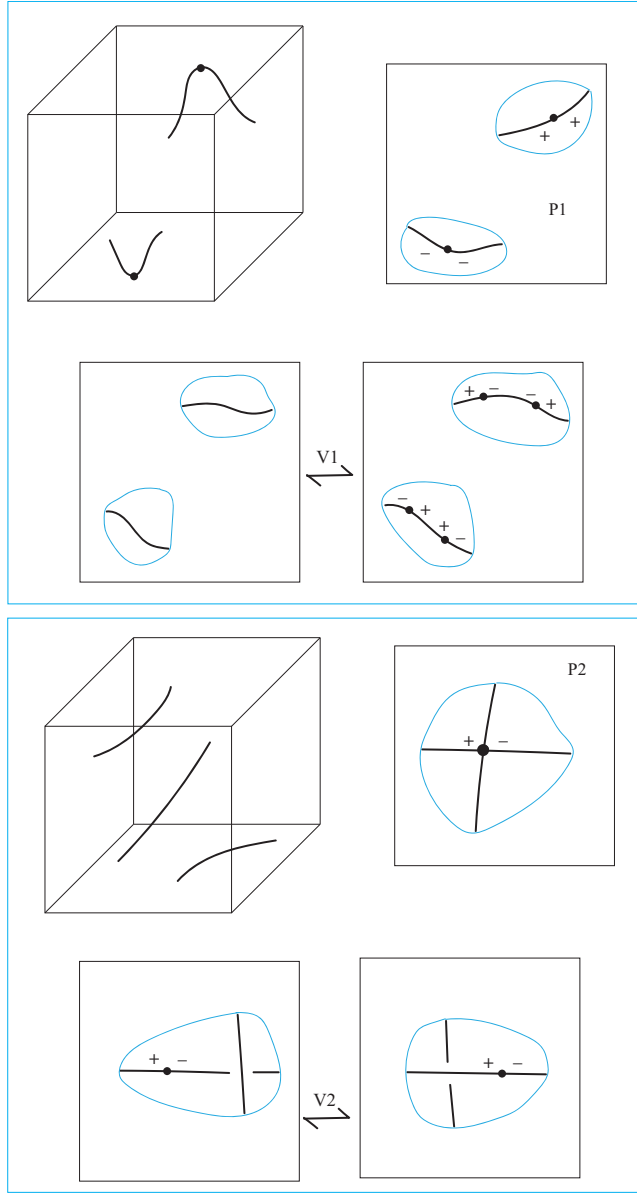 + +
P1
− −
V1
+ − − +
− + + −
P2
+ −
+ −
V2
+ −